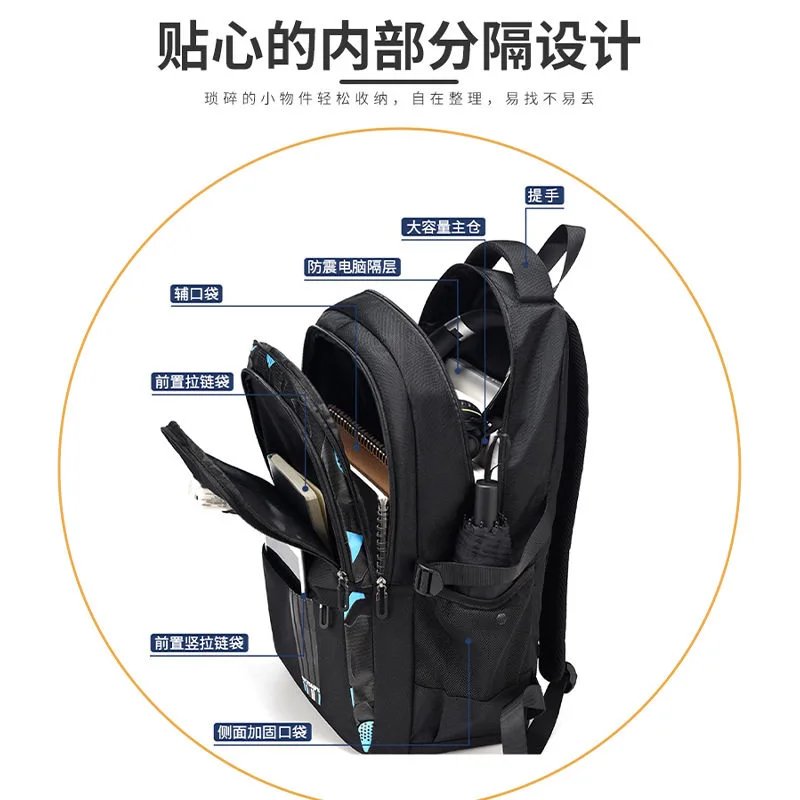 贴心的内部分隔设计
琐碎的小物件轻松收纳，自在整理，易找不易丢
提手
大容量主仓
防震电脑隔层
辅口袋
前置拉链袋
前置竖拉链袋
侧面加固口袋